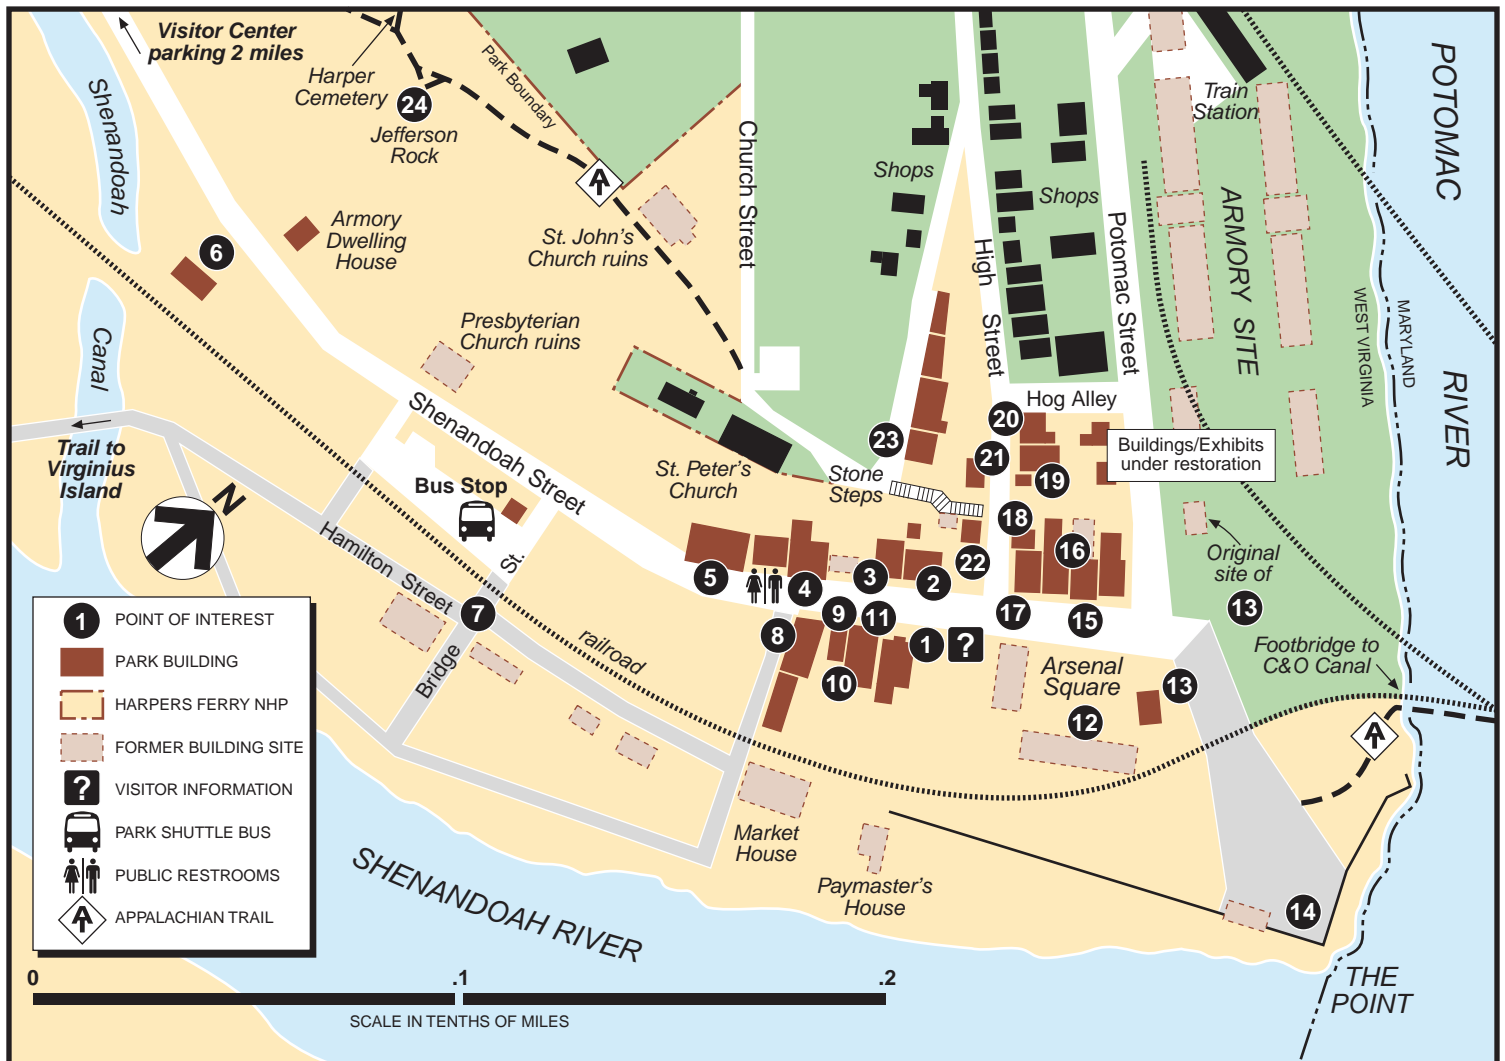 Visitor Center
parking 2 miles
Harper
Cemetery
24
Jefferson
Rock
Park Boundary
Shenandoah
Canal
6
Armory
Dwelling
House
St. John's
Church ruins
Presbyterian
Church ruins
Church Street
Shops
Shops
High Street
Potomac Street
Train
Station
ARMORY SITE
WEST VIRGINIA
MARYLAND
POTOMAC
RIVER
Hog Alley
Buildings/Exhibits
under restoration
20
21
23
19
18
16
22
17
15
Stone
Steps
St. Peter's
Church
Shenandoah Street
Trail to
Virginius
Island
N
Bus Stop
Hamilton Street
Bridge St.
7
railroad
5
4
3
2
8
9
11
10
1
?
Arsenal
Square
12
13
Original
site of
13
Footbridge to
C&O Canal
Market
House
Paymaster's
House
14
THE
POINT
SHENANDOAH RIVER
1 POINT OF INTEREST
PARK BUILDING
HARPERS FERRY NHP
FORMER BUILDING SITE
? VISITOR INFORMATION
PARK SHUTTLE BUS
PUBLIC RESTROOMS
APPALACHIAN TRAIL
0 .1 .2
SCALE IN TENTHS OF MILES